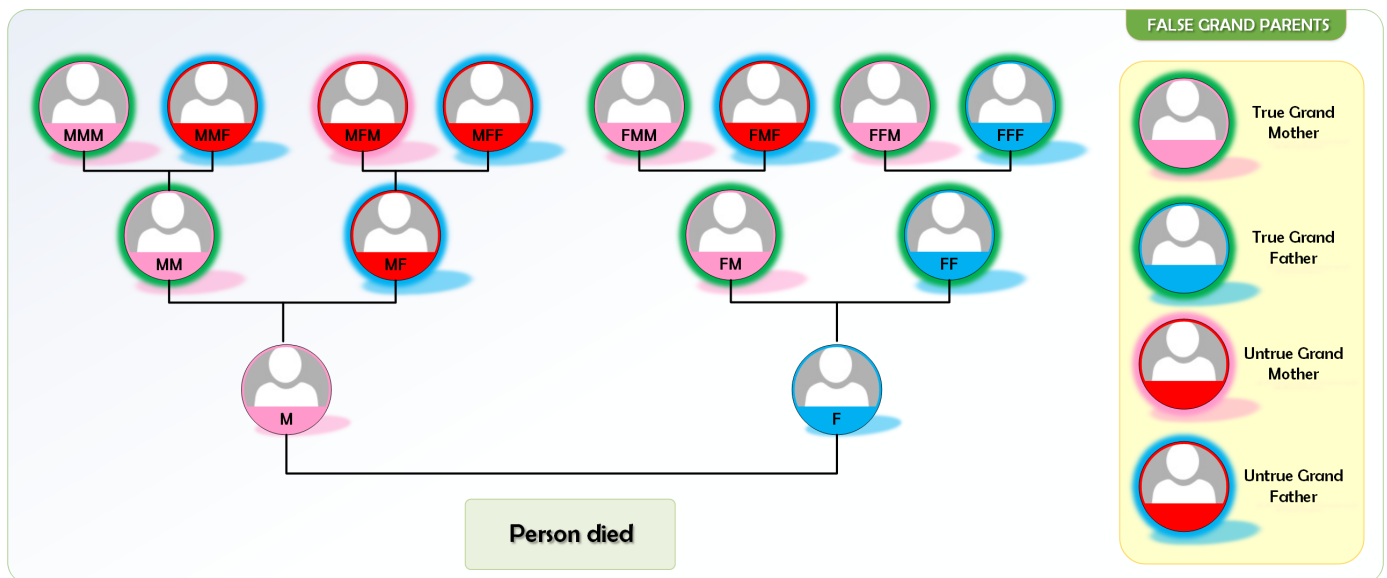 FALSE GRAND PARENTS
MMM
MMF
MFM
MFF
FMM
FMF
FFM
FFF
True Grand
Mother
MM
MF
FM
FF
True Grand
Father
M
F
Untrue Grand
Mother
Untrue Grand
Father
Person died